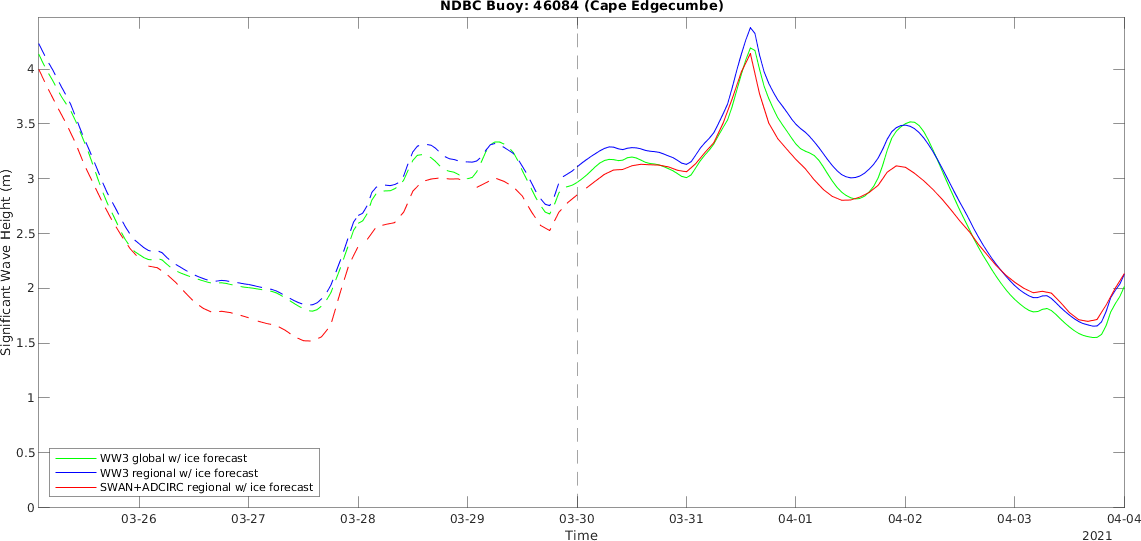 NDBC Buoy: 46084 (Cape Edgecumbe)
Significant Wave Height (m)
4
3.5
3
2.5
2
1.5
1
0.5
0
WW3 global w/ ice forecast
WW3 regional w/ ice forecast
SWAN+ADCIRC regional w/ ice forecast
03-26 03-27 03-28 03-29 03-30 03-31 04-01 04-02 04-03 04-04
Time
2021